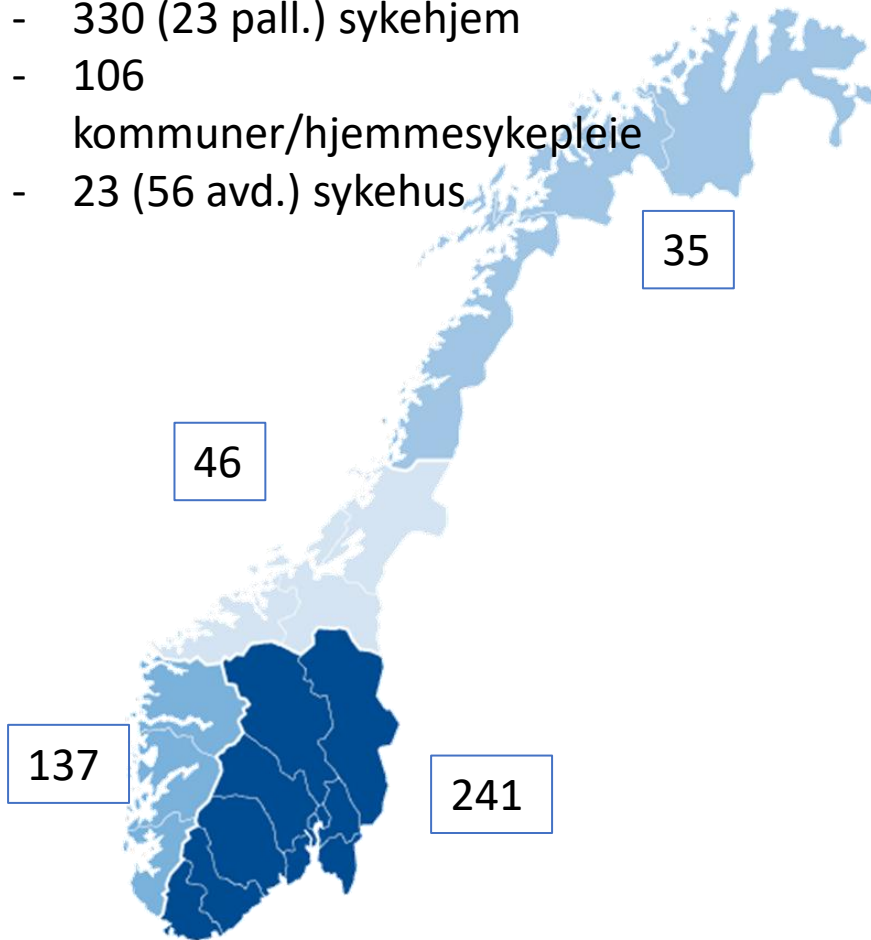 - 330 (23 pall.) sykehjem
- 106
kommuner/hjemmesykepleie
- 23 (56 avd.) sykehus
35
46
137
241